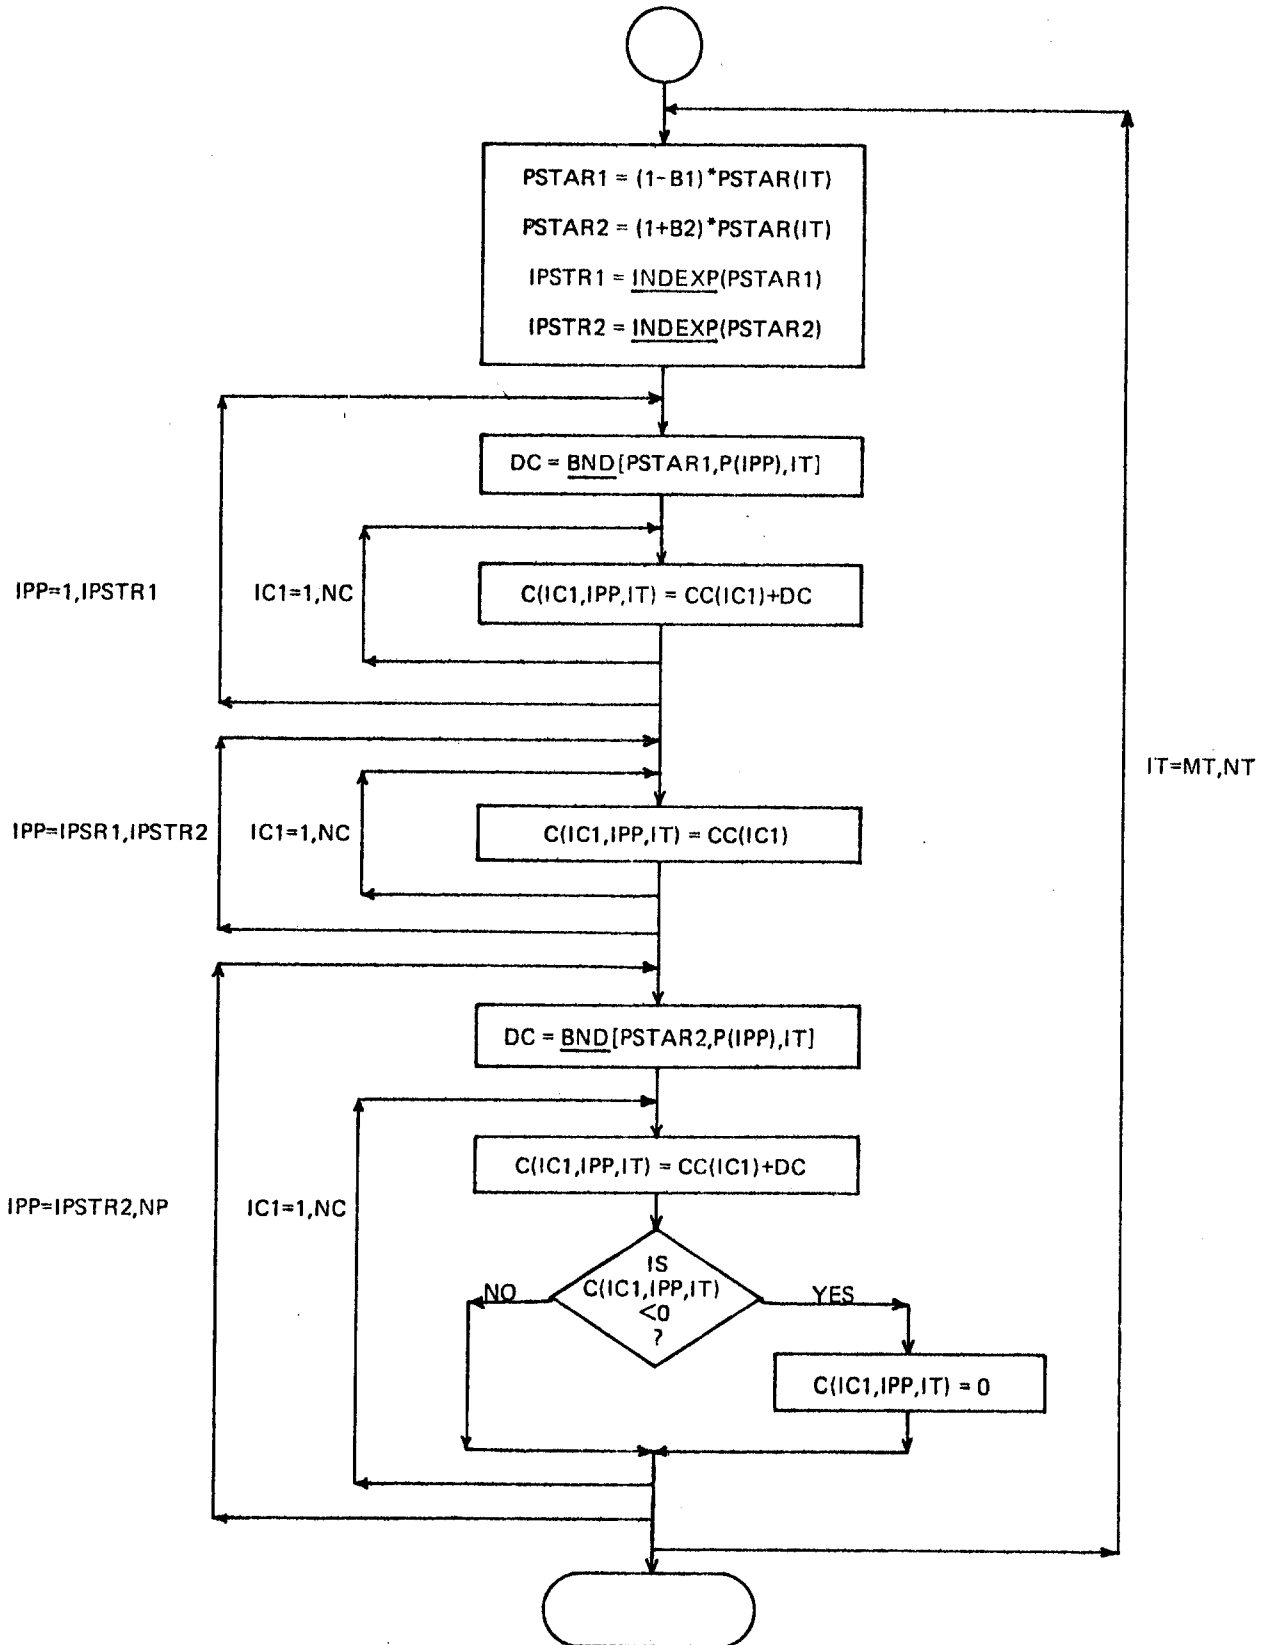 PSTAR1 = (1-B1)*PSTAR(IT)
PSTAR2 = (1+B2)*PSTAR(IT)
IPSTR1 = INDEXP(PSTAR1)
IPSTR2 = INDEXP(PSTAR2)
DC = BND[PSTAR1,P(IPP),IT]
IPP=1,IPSTR1
IC1=1,NC
C(IC1,IPP,IT) = CC(IC1)+DC
IT=MT,NT
IPP=IPSR1,IPSTR2
IC1=1,NC
C(IC1,IPP,IT) = CC(IC1)
DC = BND[PSTAR2,P(IPP),IT]
C(IC1,IPP,IT) = CC(IC1)+DC
IPP=IPSTR2,NP
IC1=1,NC
IS
C(IC1,IPP,IT)
<0
?
NO
YES
C(IC1,IPP,IT) = 0